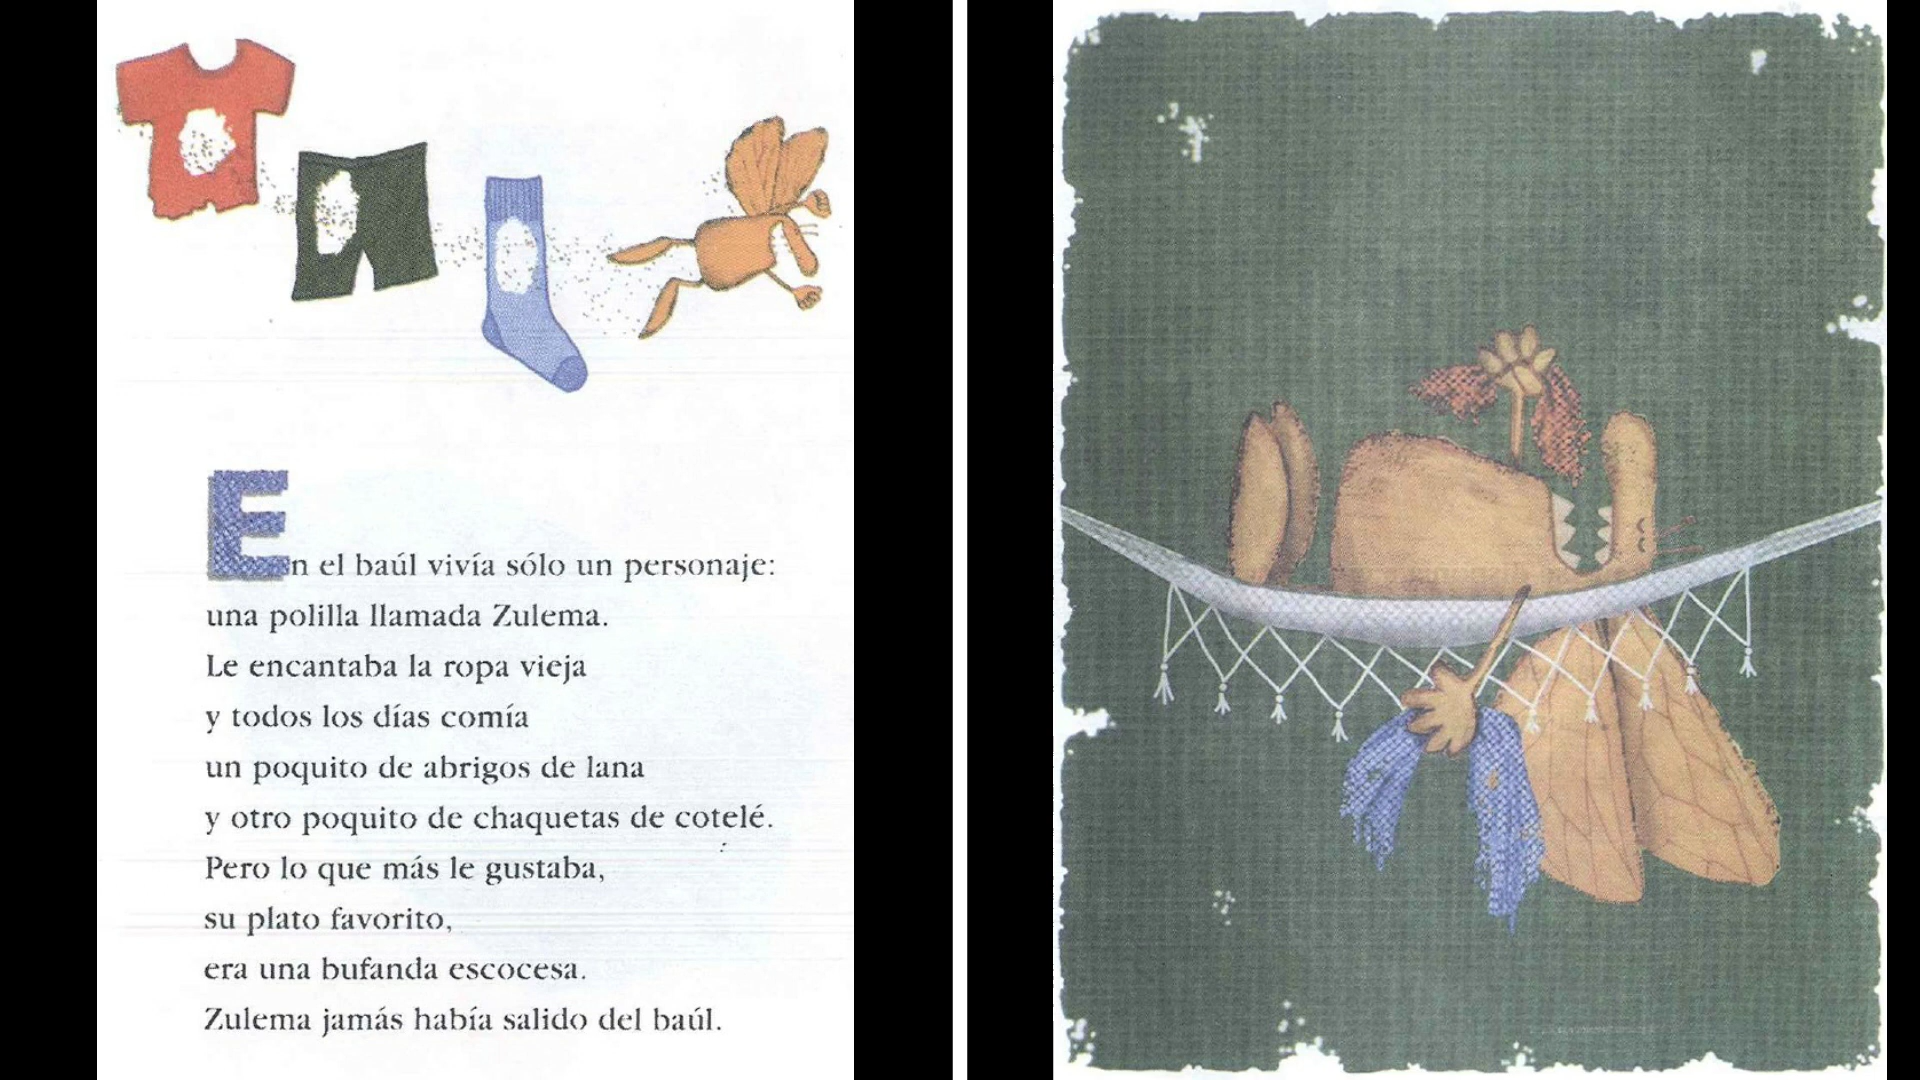 En el baúl vivía sólo un personaje:
una polilla llamada Zulema.
Le encantaba la ropa vieja
y todos los días comía
un poquito de abrigos de lana
y otro poquito de chaquetas de cotelé.
Pero lo que más le gustaba,
su plato favorito,
era una bufanda escocesa.
Zulema jamás había salido del baúl.